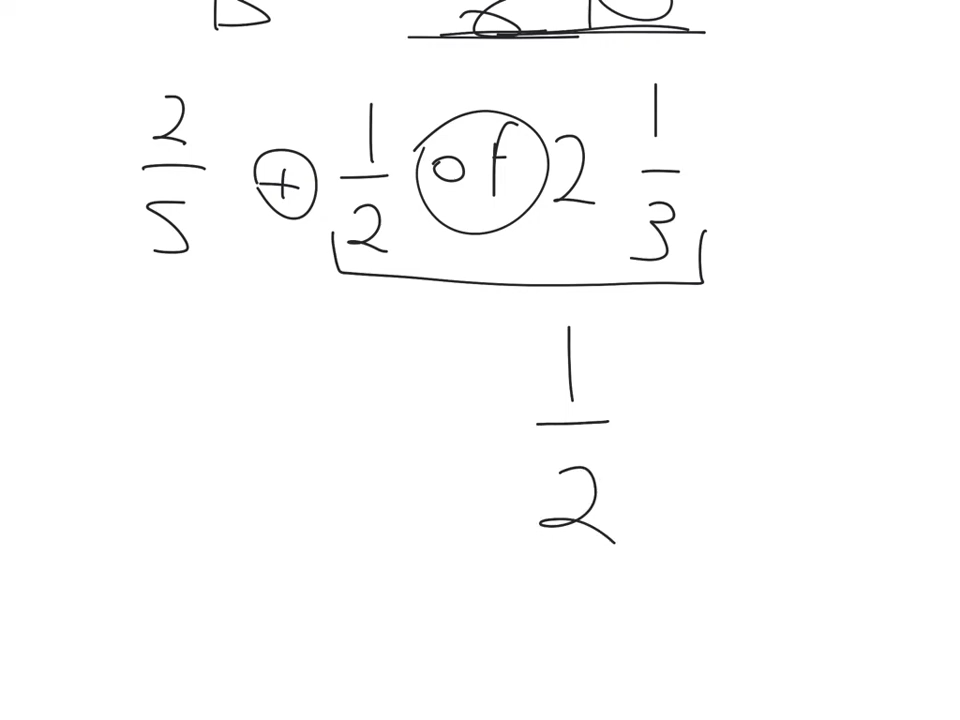 2/5 + 1/2 of 2 1/3
1/2